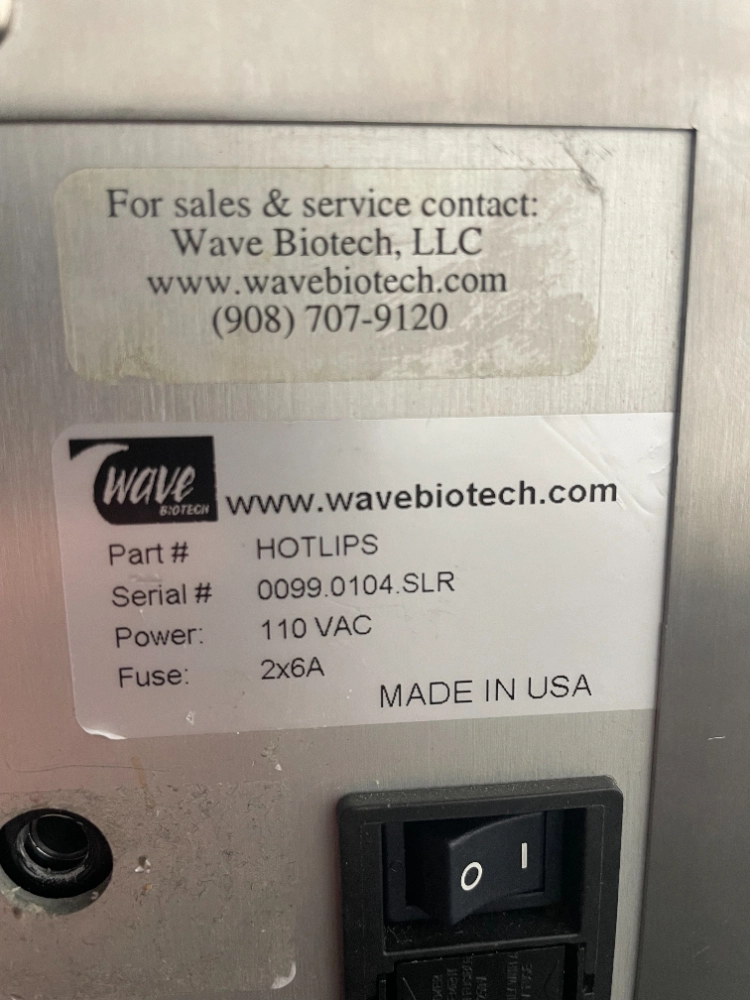 For sales & service contact:
Wave Biotech, LLC
www.wavebiotech.com
(908) 707-9120
wave
BIOTECH
www.wavebiotech.com
Part # HOTLIPS
Serial # 0099.0104.SLR
Power: 110 VAC
Fuse: 2x6A
MADE IN USA
O I